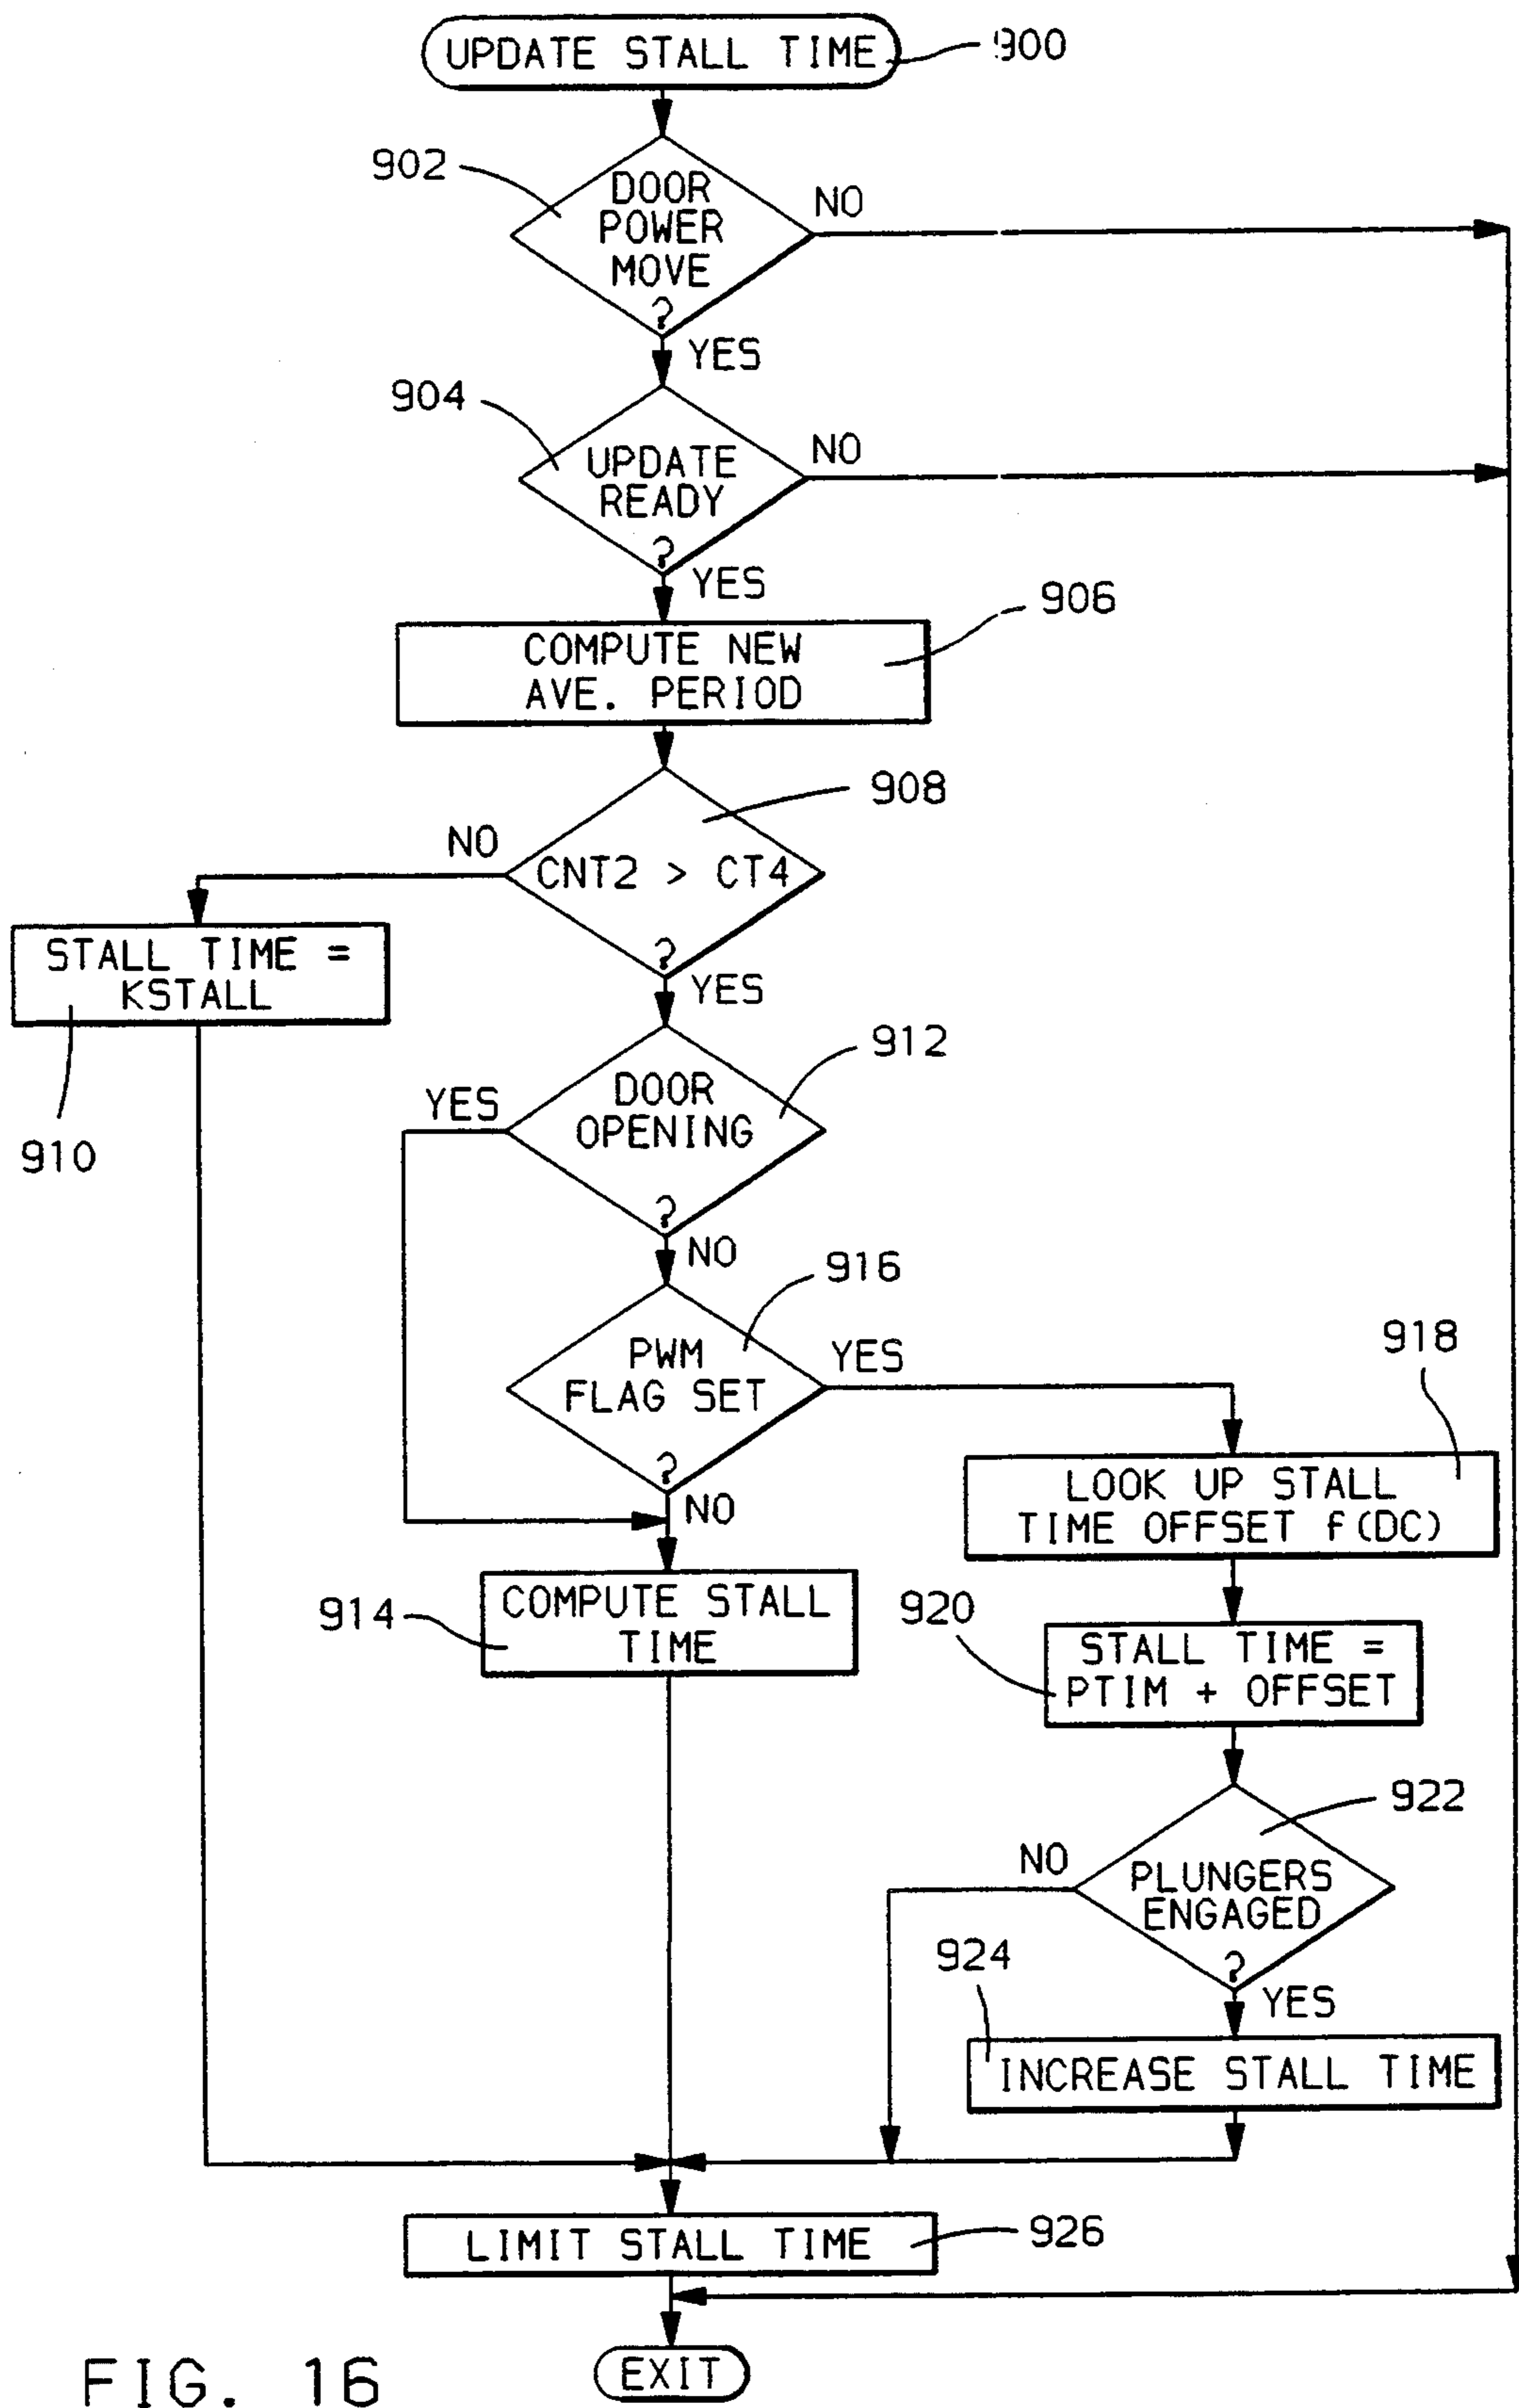 UPDATE STALL TIME
900
902
DOOR
POWER
MOVE
?
NO
YES
904
UPDATE
READY
?
NO
YES
906
COMPUTE NEW
AVE. PERIOD
908
NO
CNT2 > CT4
?
YES
STALL TIME =
KSTALL
910
912
YES
DOOR
OPENING
?
NO
916
PWM
FLAG SET
?
YES
NO
918
LOOK UP STALL
TIME OFFSET f(DC)
914
COMPUTE STALL
TIME
920
STALL TIME =
PTIM + OFFSET
922
NO
PLUNGERS
ENGAGED
?
YES
924
INCREASE STALL TIME
LIMIT STALL TIME
926
EXIT
FIG. 16